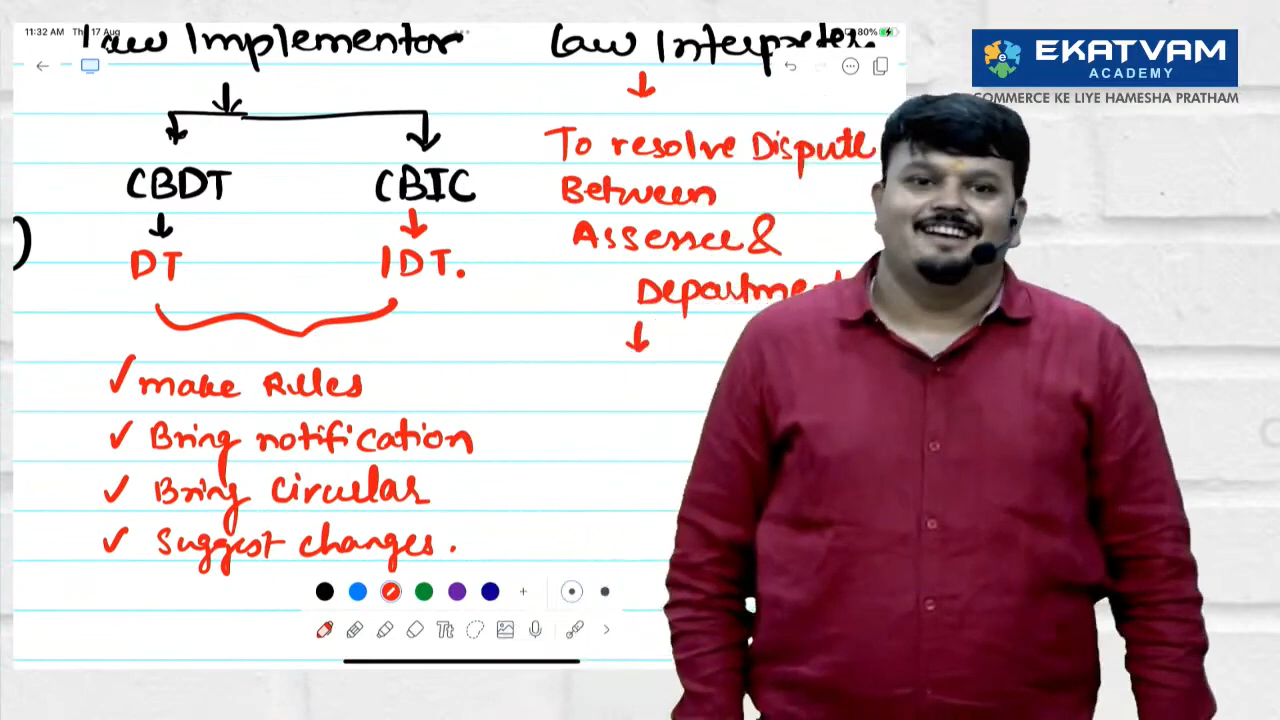 11:32 AM Thu 17 Aug
80%
Law Implementor
CBDT CBIC
DT IDT.
✓ make Rules
✓ Bring notification
✓ Bring Circular
✓ Suggest changes.
Law Interpreter.
To resolve Dispute
Between
Assessee &
Department
)
Tt
EKATVAM
ACADEMY
COMMERCE KE LIYE HAMESHA PRATHAM